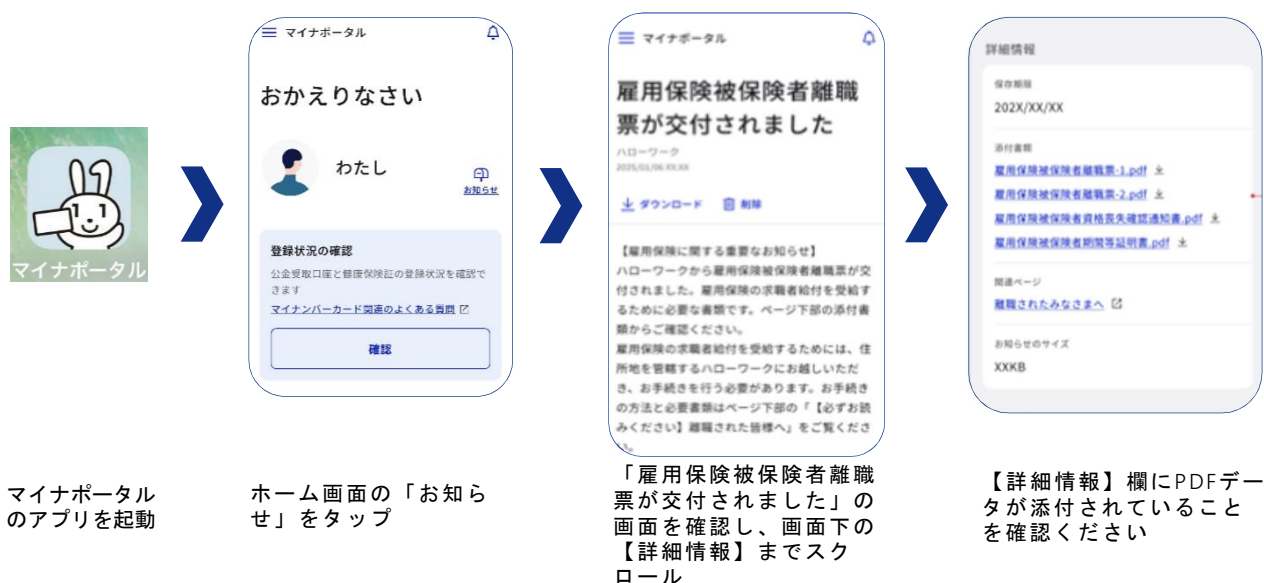 マイナポータル
マイナポータル
おかえりなさい
わたし
お知らせ
登録状況の確認
公金受取口座と健康保険証の登録状況を確認で
きます
マイナンバーカード関連のよくある質問
確認
マイナポータル
雇用保険被保険者離職
票が交付されました
ハローワーク
2025/01/06 XX:XX
ダウンロード
削除
【雇用保険に関する重要なお知らせ】
ハローワークから雇用保険被保険者離職票が交
付されました。雇用保険の求職者給付を受給す
るために必要な書類です。ページ下部の添付書
類からご確認ください。
雇用保険の求職者給付を受給するためには、住
所地を管轄するハローワークにお越しいただ
き、お手続きを行う必要があります。お手続き
の方法と必要書類はページ下部の「【必ずお読
みください】離職された皆様へ」をご覧くださ
い。
詳細情報
保存期限
202X/XX/XX
添付書類
雇用保険被保険者離職票-1.pdf
雇用保険被保険者離職票-2.pdf
雇用保険被保険者資格喪失確認通知書.pdf
雇用保険被保険者期間等証明書.pdf
関連ページ
離職されたみなさまへ
お知らせのサイズ
XXKB
マイナポータル
のアプリを起動
ホーム画面の「お知ら
せ」をタップ
「雇用保険被保険者離職
票が交付されました」の
画面を確認し、画面下の
【詳細情報】までスク
ロール
【詳細情報】欄にPDFデー
タが添付されていること
を確認ください